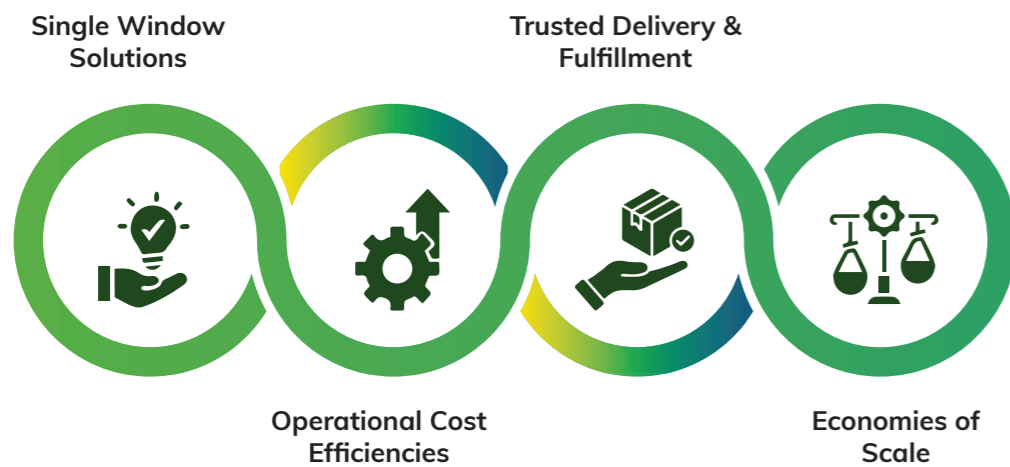 Single Window
Solutions
Trusted Delivery &
Fulfillment
Operational Cost
Efficiencies
Economies of
Scale